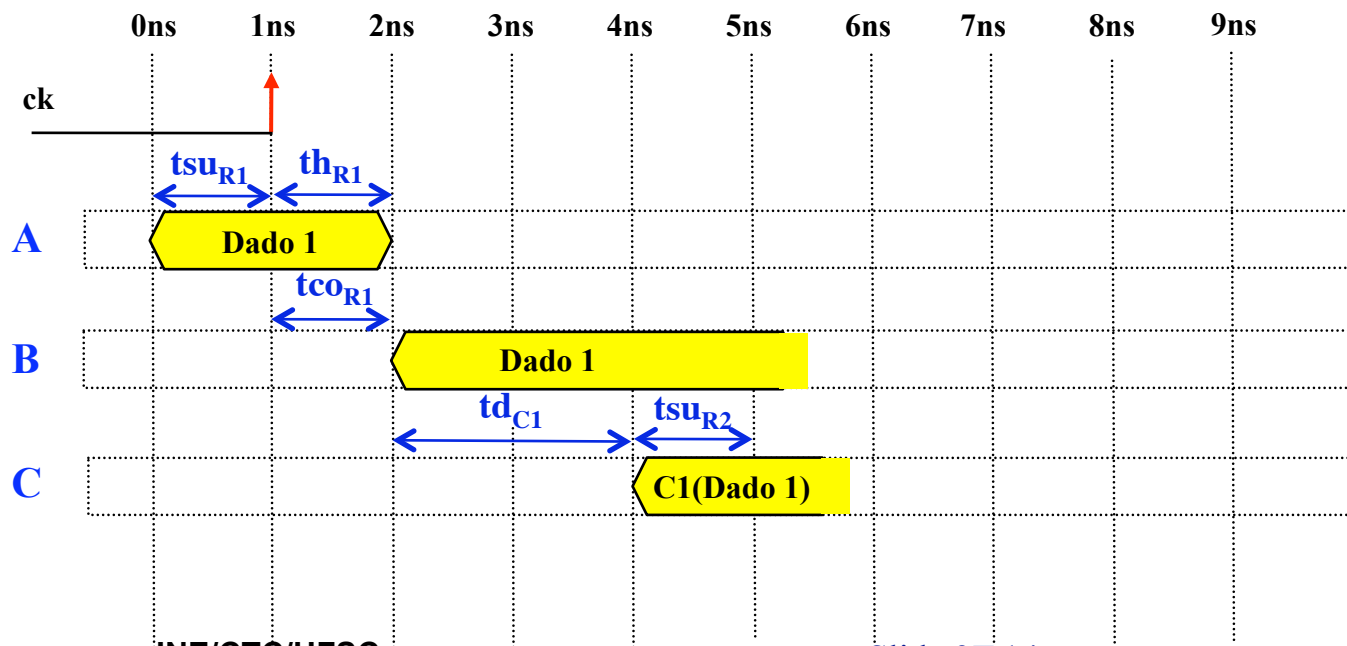 0ns 1ns 2ns 3ns 4ns 5ns 6ns 7ns 8ns 9ns
ck
tsuR1 thR1
A Dado 1
tcoR1
B Dado 1
tdC1 tsuR2
C C1(Dado 1)